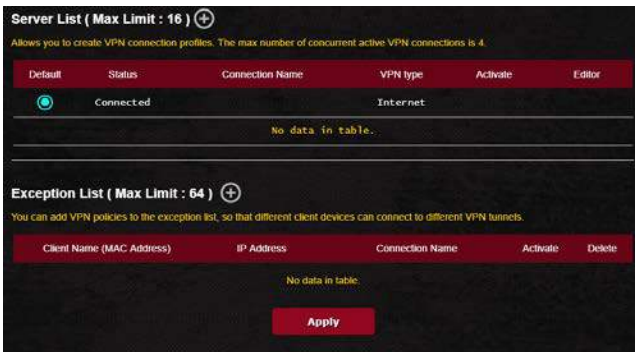 Server List ( Max Limit : 16 )
Allows you to create VPN connection profiles. The max number of concurrent active VPN connections is 4.
Default Status Connection Name VPN type Activate Editor
Connected Internet
No data in table.
Exception List ( Max Limit : 64 )
You can add VPN policies to the exception list, so that different client devices can connect to different VPN tunnels.
Client Name (MAC Address) IP Address Connection Name Activate Delete
No data in table.
Apply